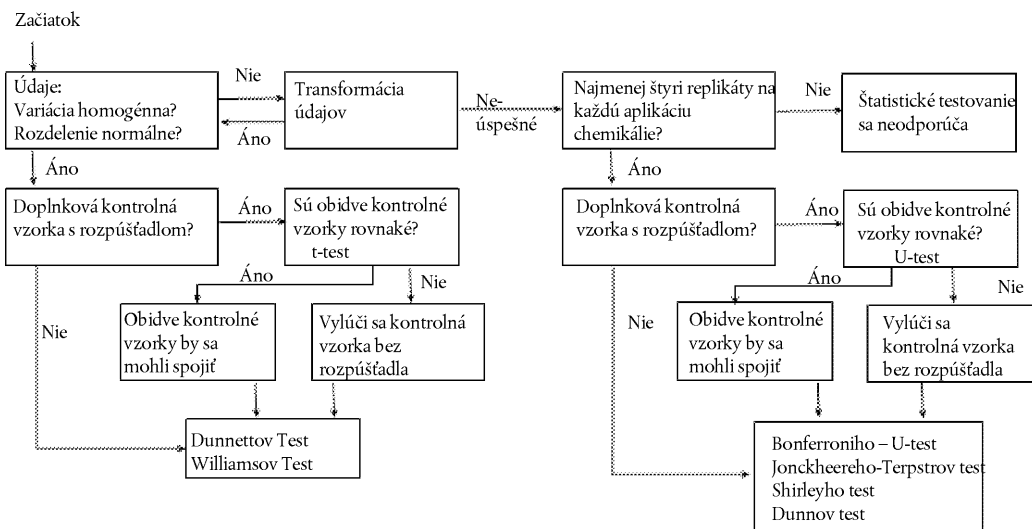 Začiatok
Údaje:
Variácia homogénna?
Rozdelenie normálne?
Nie
Áno
Transformácia
údajov
Ne-
úspešné
Najmenej štyri replikáty na
každú aplikáciu
chemikálie?
Nie
Štatistické testovanie
sa neodporúča
Áno
Doplnková kontrolná
vzorka s rozpúšťadlom?
Áno
Sú obidve kontrolné
vzorky rovnaké?
t-test
Áno
Nie
Nie
Obidve kontrolné
vzorky by sa
mohli spojiť
Vylúči sa kontrolná
vzorka bez
rozpúšťadla
Dunnettov Test
Williamsov Test
Áno
Doplnková kontrolná
vzorka s rozpúšťadlom?
Áno
Sú obidve kontrolné
vzorky rovnaké?
U-test
Áno
Nie
Nie
Obidve kontrolné
vzorky by sa
mohli spojiť
Vylúči sa
kontrolná vzorka
bez rozpúšťadla
Bonferroniho – U-test
Jonckheereho-Terpstrov test
Shirleyho test
Dunnov test